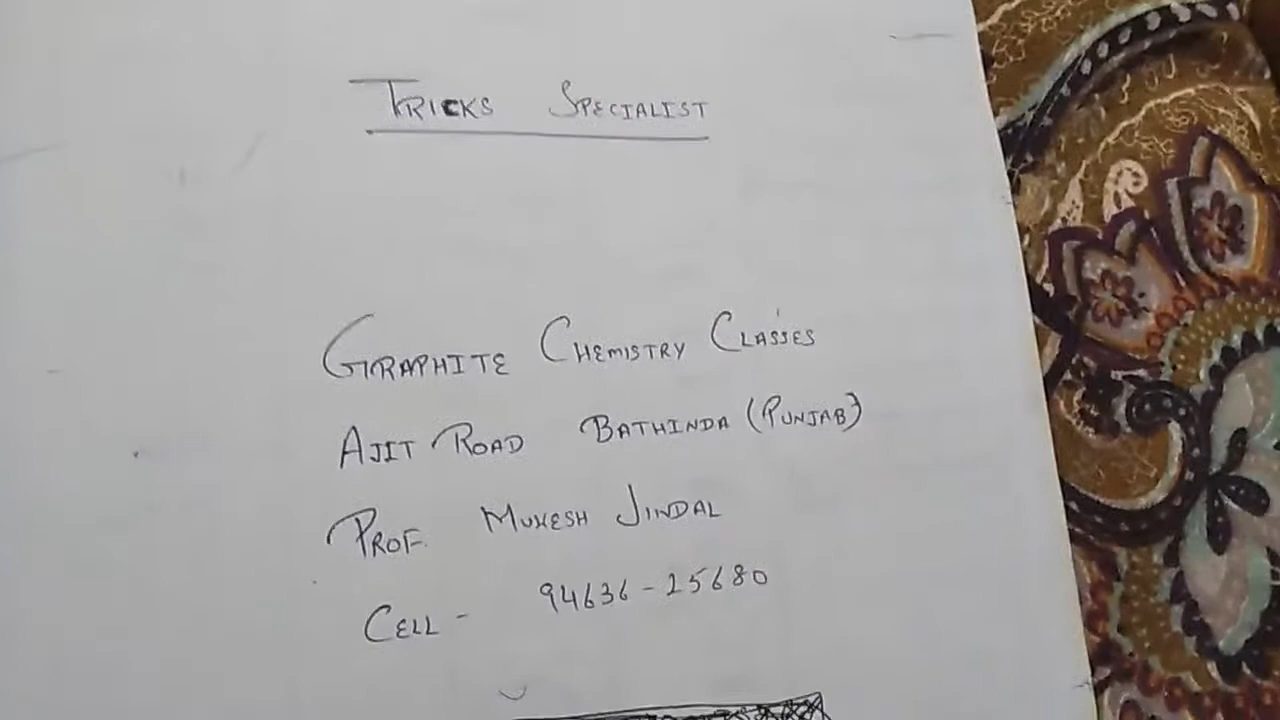 TRICKS SPECIALIST
GRAPHITE CHEMISTRY CLASSES
AJIT ROAD BATHINDA (PUNJAB)
PROF. MUKESH JINDAL
CELL - 94636-25680